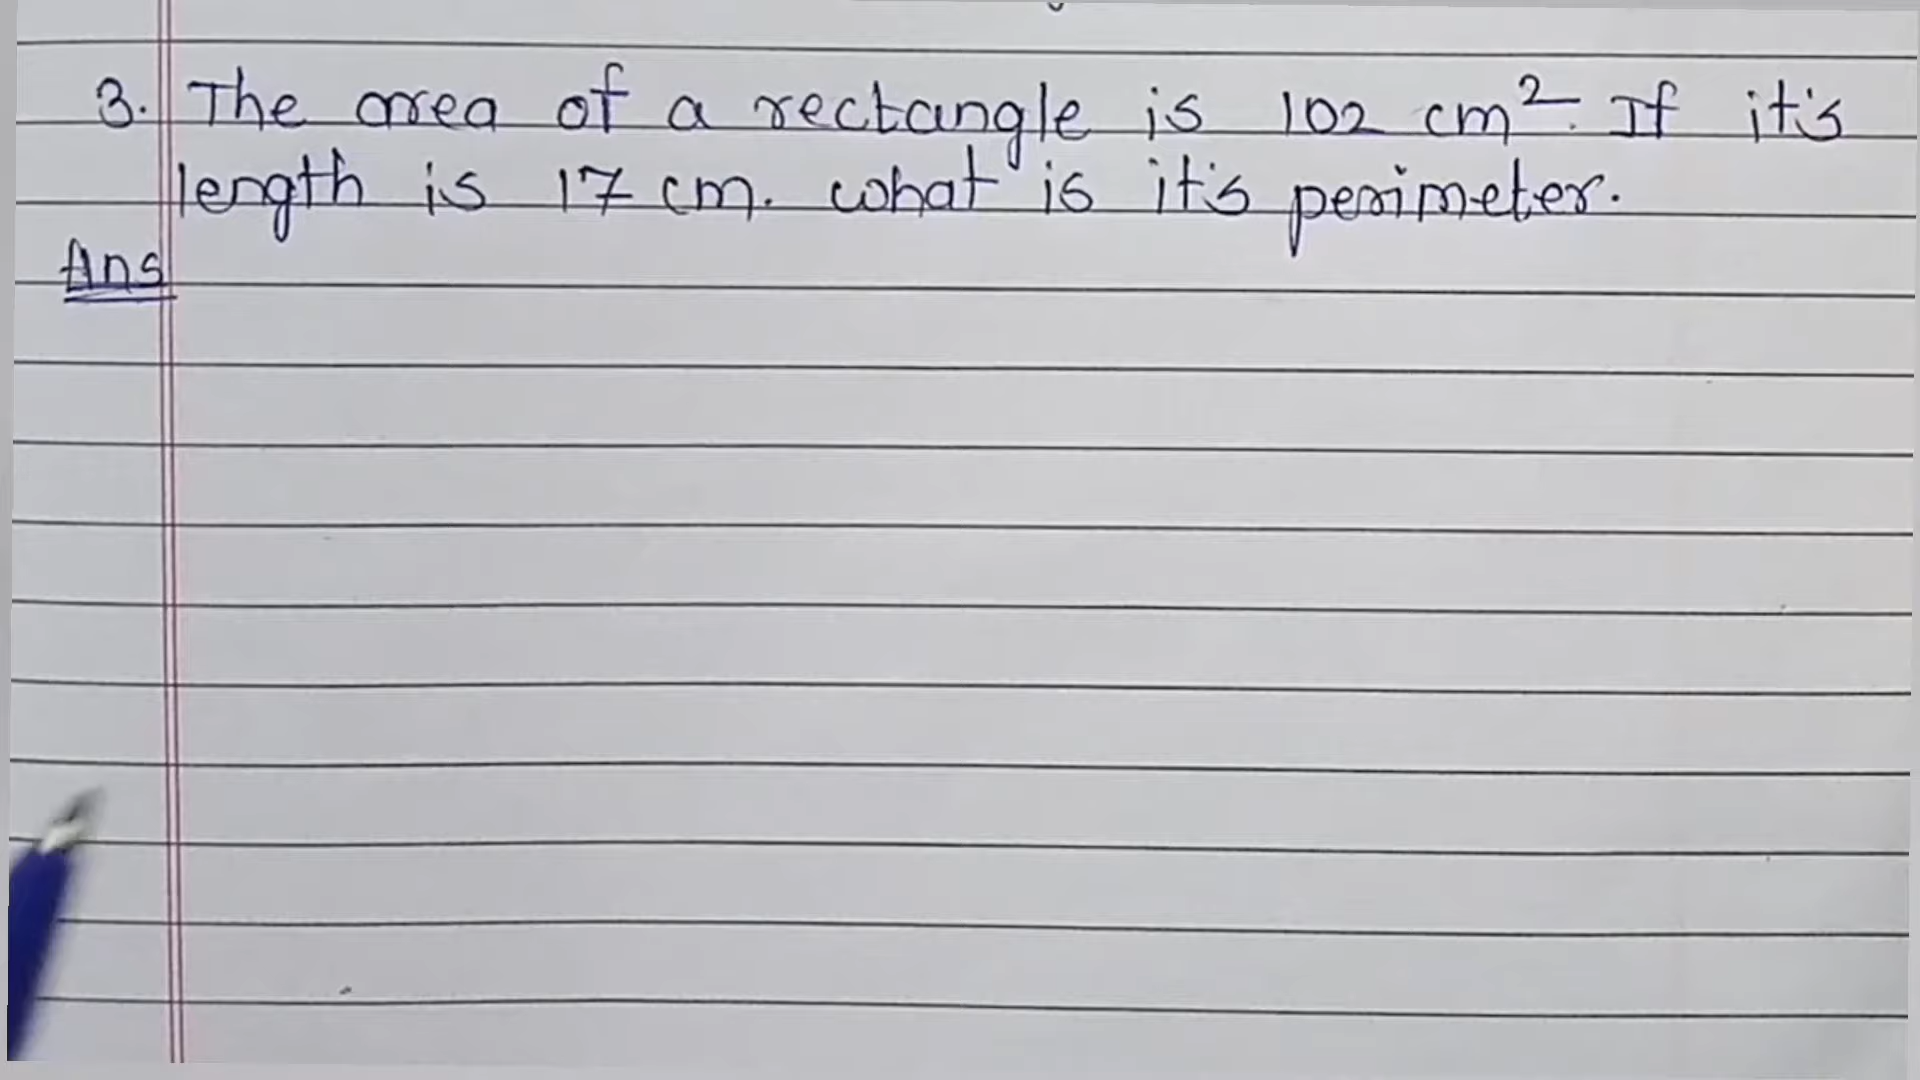 3. The area of a rectangle is 102 cm². If it's
length is 17 cm. what is it's perimeter.
Ans